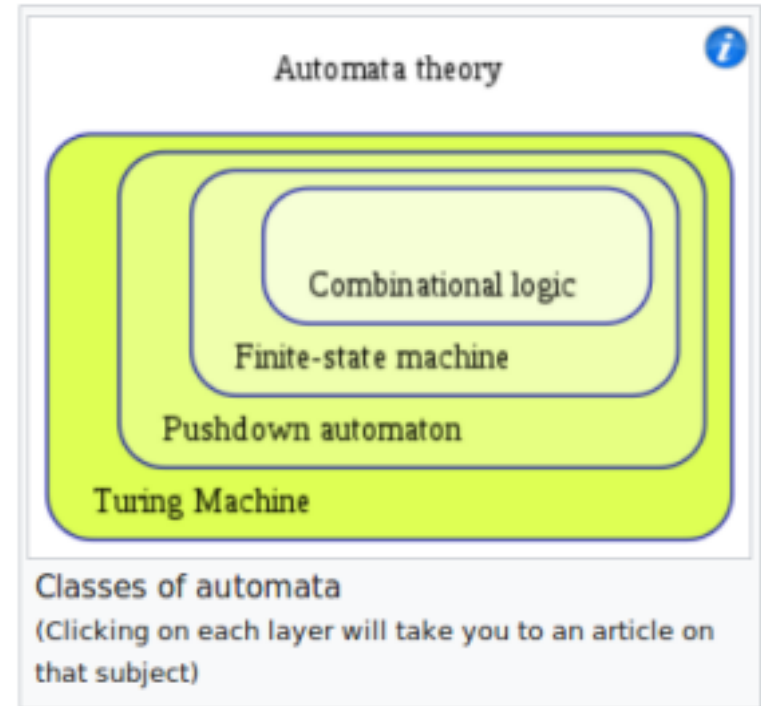 Automata theory
Combinational logic
Finite-state machine
Pushdown automaton
Turing Machine
Classes of automata
(Clicking on each layer will take you to an article on
that subject)